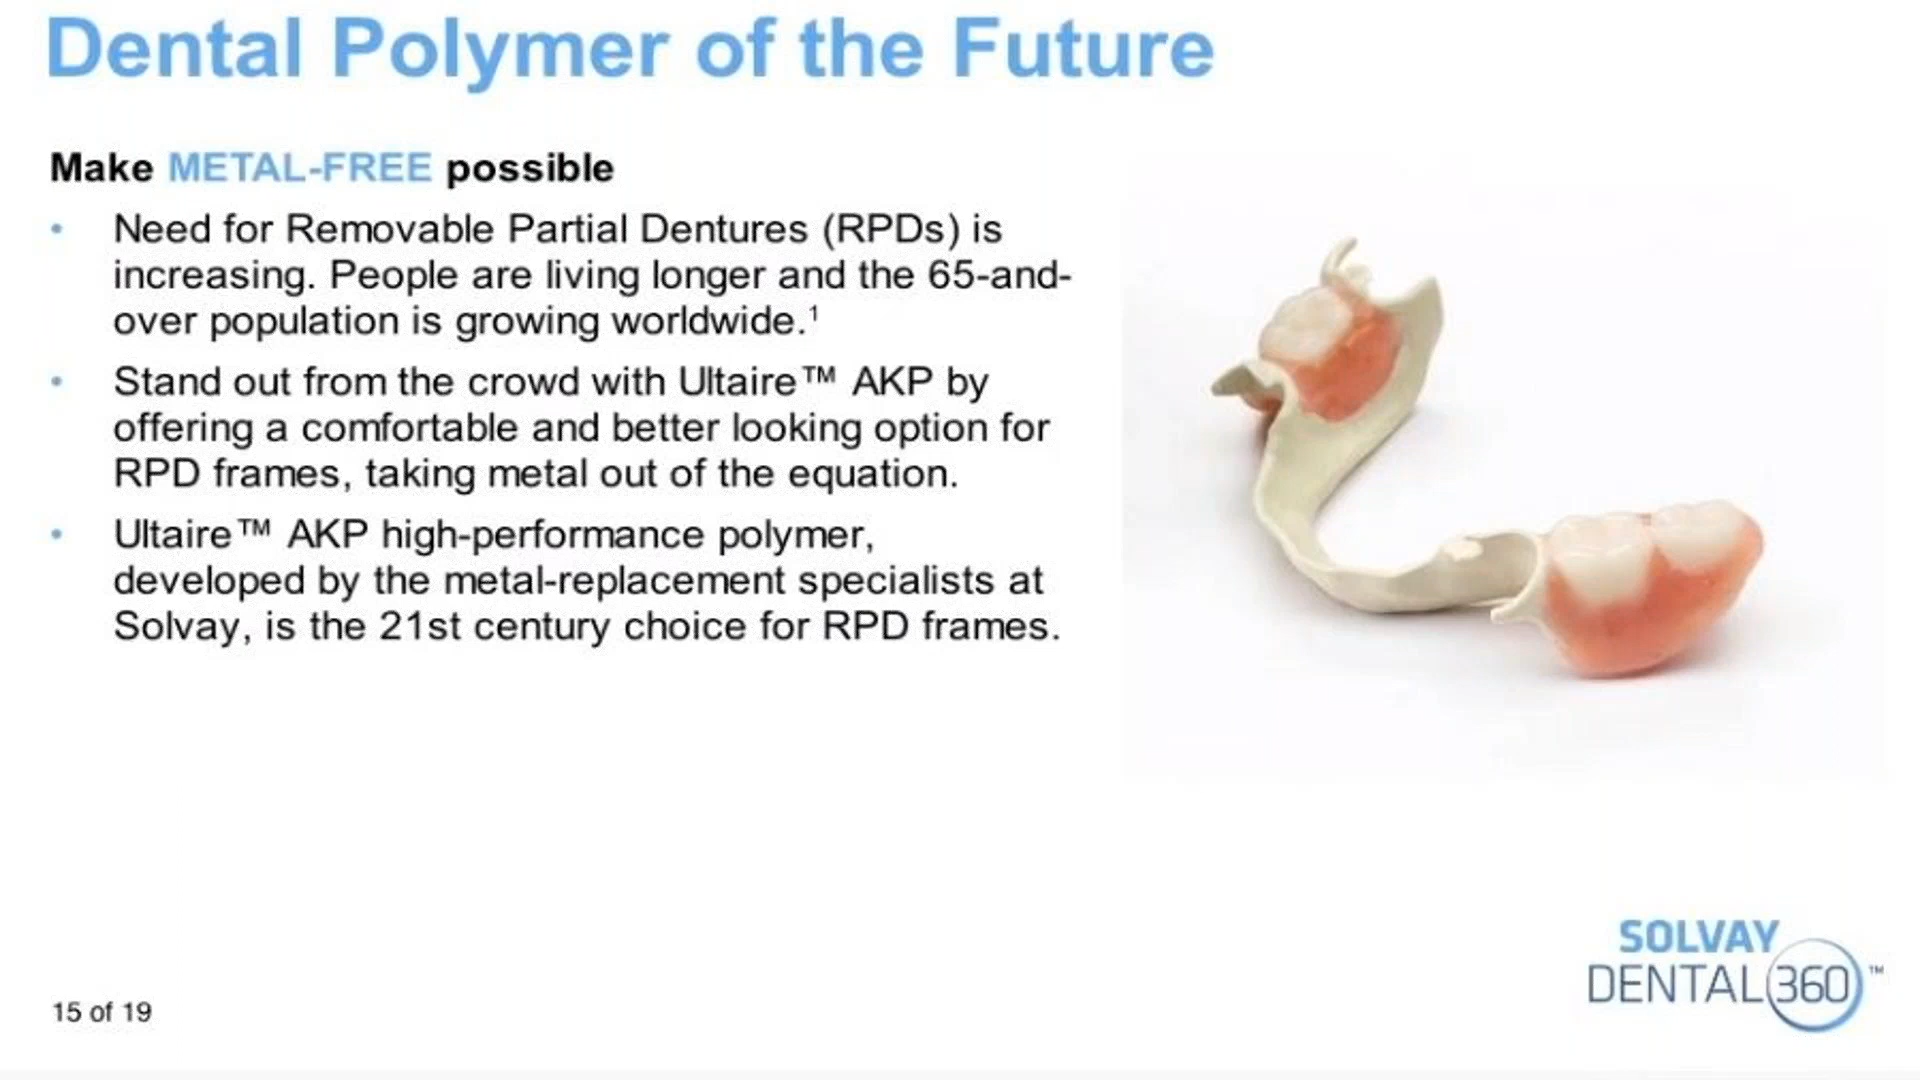 Dental Polymer of the Future
Make METAL-FREE possible
• Need for Removable Partial Dentures (RPDs) is
increasing. People are living longer and the 65-and-
over population is growing worldwide.¹
• Stand out from the crowd with Ultaire™ AKP by
offering a comfortable and better looking option for
RPD frames, taking metal out of the equation.
• Ultaire™ AKP high-performance polymer,
developed by the metal-replacement specialists at
Solvay, is the 21st century choice for RPD frames.
SOLVAY
DENTAL 360™
15 of 19